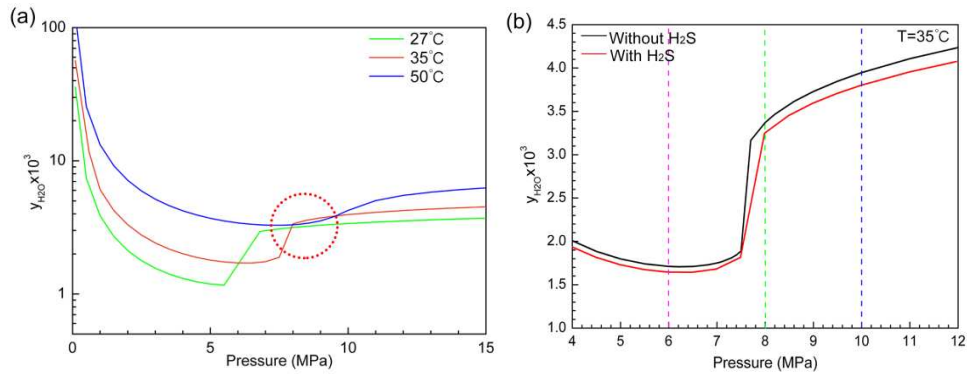 (a)
100
10
1
y_H2O x10^3
27°C
35°C
50°C
0
5
10
15
Pressure (MPa)
(b)
4.5
4.0
3.5
3.0
2.5
2.0
1.5
1.0
y_H2O x10^3
Without H2S
With H2S
T=35°C
4
5
6
7
8
9
10
11
12
Pressure (MPa)